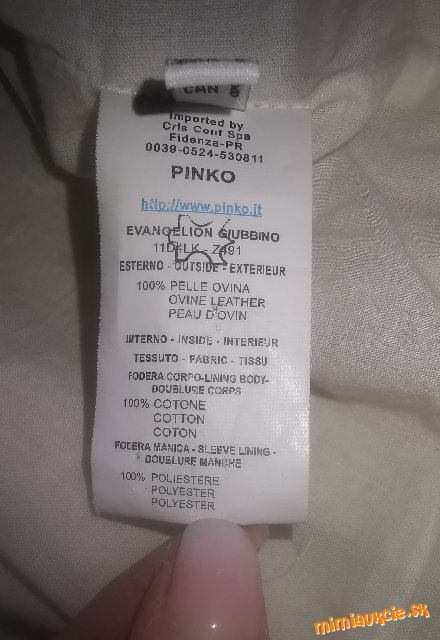 CAN 8
Imported by
Cris Conf Spa
Fidenza-PR
0039-0524-530811
PINKO
http://www.pinko.it
EVANGELION GIUBBINO
ESTERNO - OUTSIDE - EXTERIEUR
100% PELLE OVINA
OVINE LEATHER
PEAU D'OVIN
INTERNO - INSIDE - INTERIEUR
TESSUTO - FABRIC - TISSU
FODERA CORPO-LINING BODY-
DOUBLURE CORPS
100% COTONE
COTTON
COTON
FODERA MANICA - SLEEVE LINING -
DOUBLURE MANCHE
100% POLIESTERE
POLYESTER
POLYESTER
mimiaukcie.sk